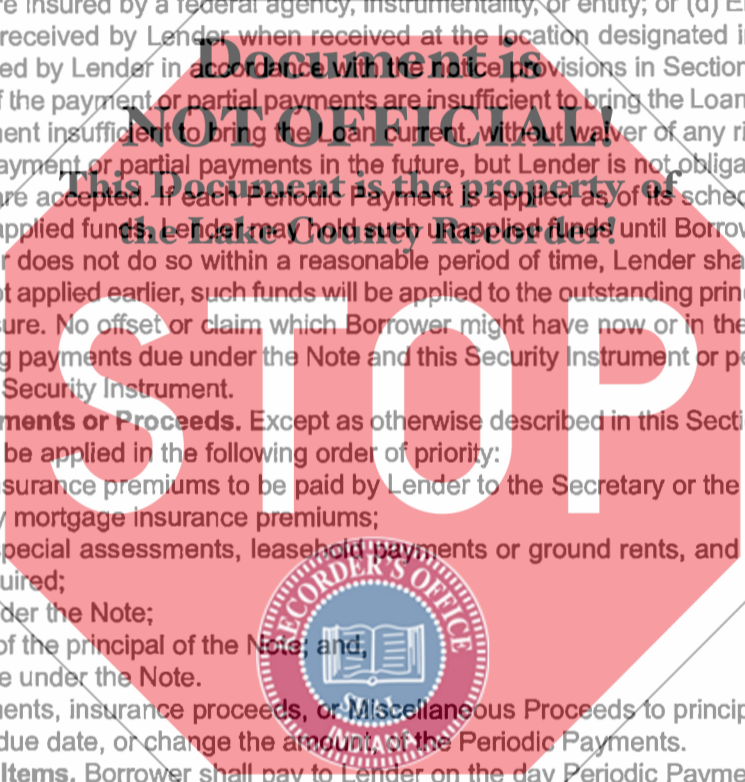 re insured by a federal agency, instrumentality, or entity; or (d) El
received by Lender when received at the location designated i
ed by Lender in accordance with the notice provisions in Section
Document is
f the payment or partial payments are insufficient to bring the Loan
NOT OFFICIAL!
ment insufficient to bring the Loan current, without waiver of any ri
ayment or partial payments in the future, but Lender is not obliga
This Document is the property of
re accepted. If each Periodic Payment is applied as of its sched
the Lake County Recorder!
applied funds. Lender may hold such unapplied funds until Borrow
r does not do so within a reasonable period of time, Lender sha
t applied earlier, such funds will be applied to the outstanding prin
sure. No offset or claim which Borrower might have now or in the
g payments due under the Note and this Security Instrument or pe
Security Instrument.
STOP
ments or Proceeds. Except as otherwise described in this Secti
be applied in the following order of priority:
nsurance premiums to be paid by Lender to the Secretary or the
y mortgage insurance premiums;
pecial assessments, leasehold payments or ground rents, and
uired;
der the Note;
of the principal of the Note; and,
e under the Note.
RECORDER'S OFFICE
SEAL
INDIANA
ments, insurance proceeds, or Miscellaneous Proceeds to princip
due date, or change the amount, of the Periodic Payments.
Items. Borrower shall pay to Lender on the day Periodic Payme